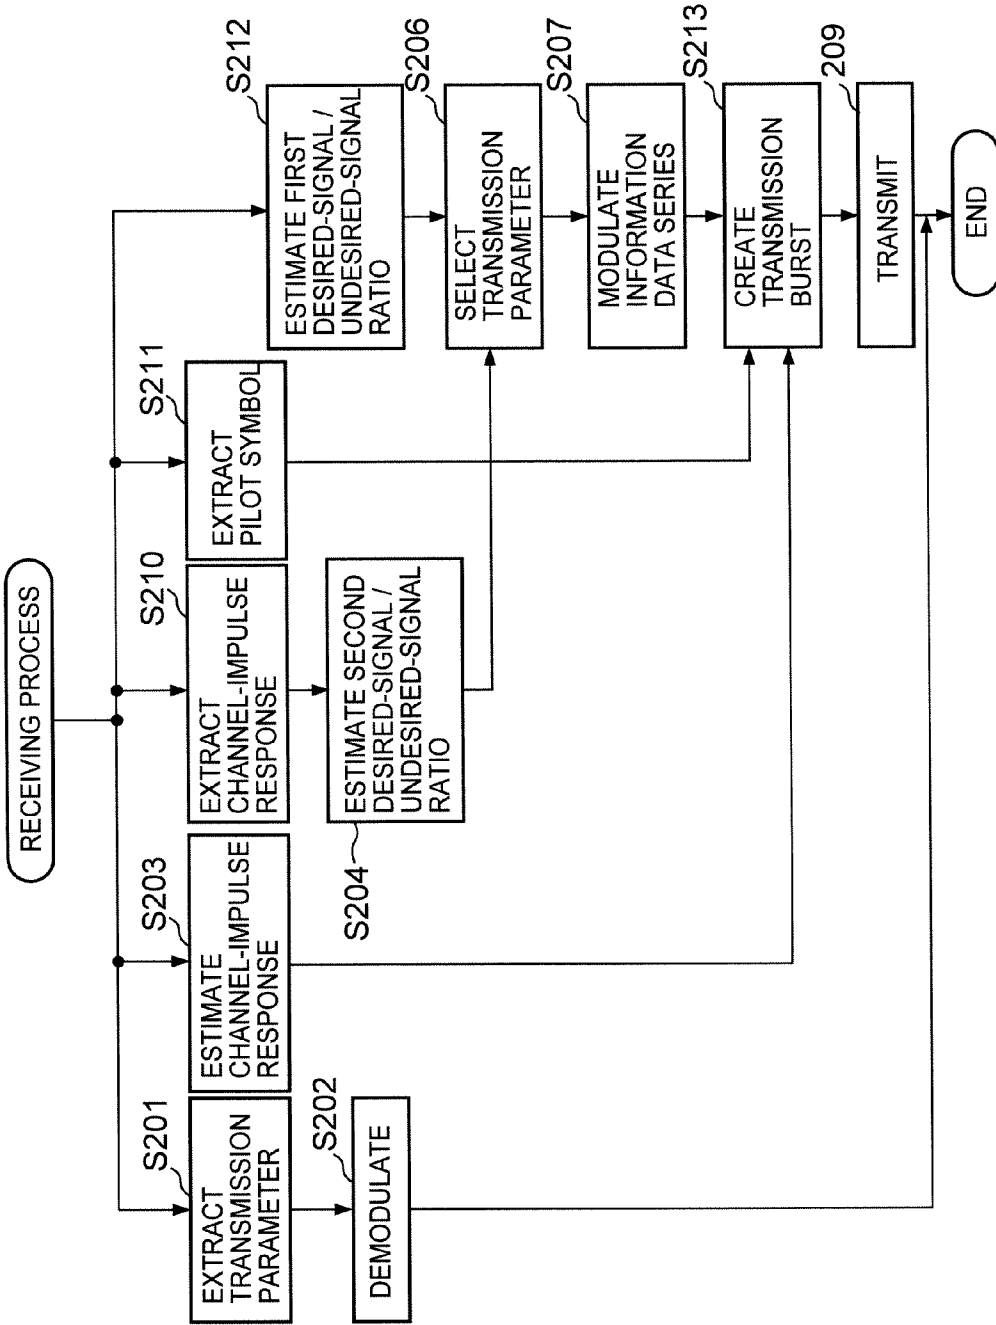 RECEIVING PROCESS
S201
EXTRACT
TRANSMISSION
PARAMETER
S202
DEMODULATE
S203
ESTIMATE
CHANNEL-IMPULSE
RESPONSE
S210
EXTRACT
CHANNEL-IMPULSE
RESPONSE
S204
ESTIMATE SECOND
DESIRED-SIGNAL /
UNDESIRED-SIGNAL
RATIO
S211
EXTRACT
PILOT SYMBOL
S212
ESTIMATE FIRST
DESIRED-SIGNAL /
UNDESIRED-SIGNAL
RATIO
S206
SELECT
TRANSMISSION
PARAMETER
S207
MODULATE
INFORMATION
DATA SERIES
S213
CREATE
TRANSMISSION
BURST
209
TRANSMIT
END